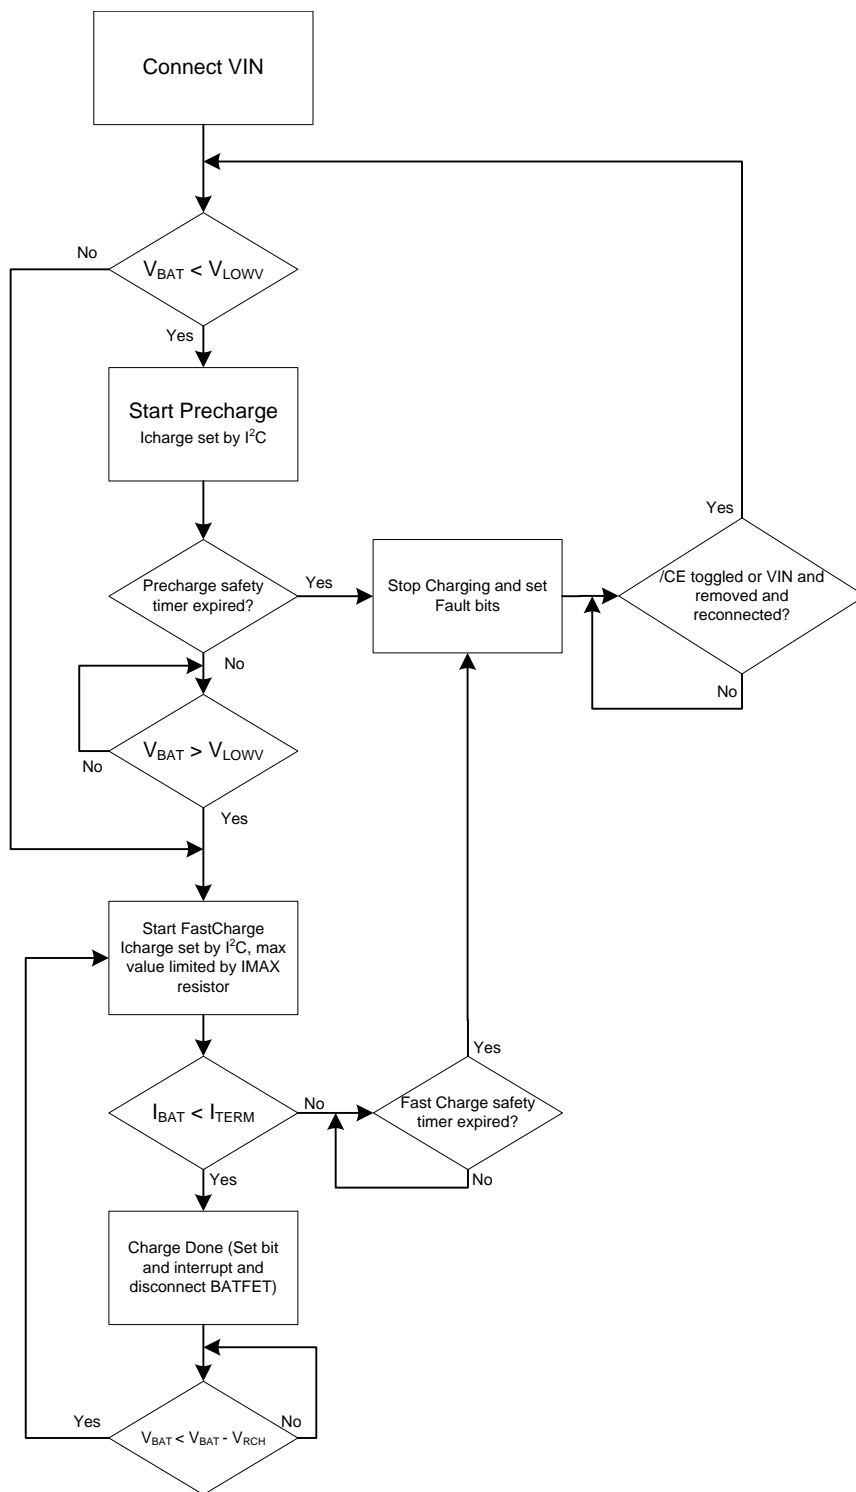 Connect VIN
No
V_BAT < V_LOWV
Yes
Start Precharge
Icharge set by I²C
Yes
Precharge safety
timer expired?
Yes
Stop Charging and set
Fault bits
/CE toggled or VIN and
removed and
reconnected?
No
No
V_BAT > V_LOWV
No
Yes
Start FastCharge
Icharge set by I²C, max
value limited by IMAX
resistor
Yes
I_BAT < I_TERM
No
Fast Charge safety
timer expired?
Yes
No
Charge Done (Set bit
and interrupt and
disconnect BATFET)
Yes
No
V_BAT < V_BAT - V_RCH